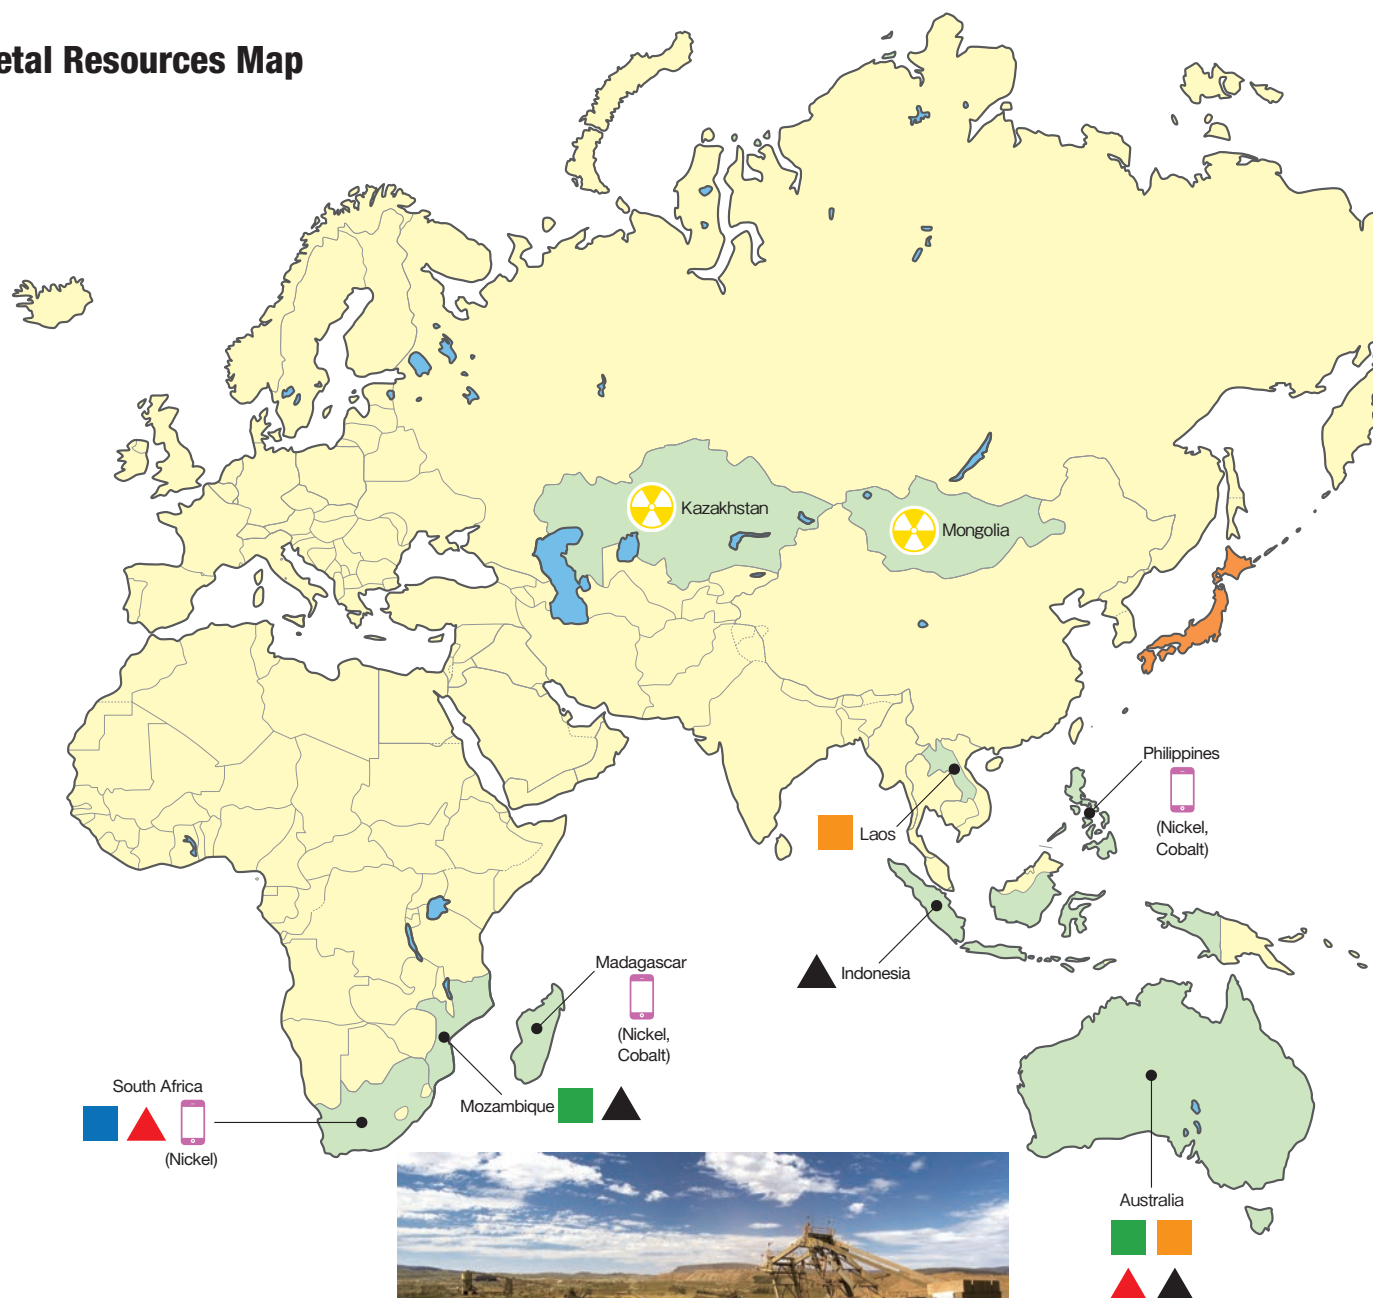 etal Resources Map
Kazakhstan
Mongolia
Philippines
(Nickel,
Cobalt)
Laos
Indonesia
Madagascar
(Nickel,
Cobalt)
South Africa
(Nickel)
Mozambique
Australia